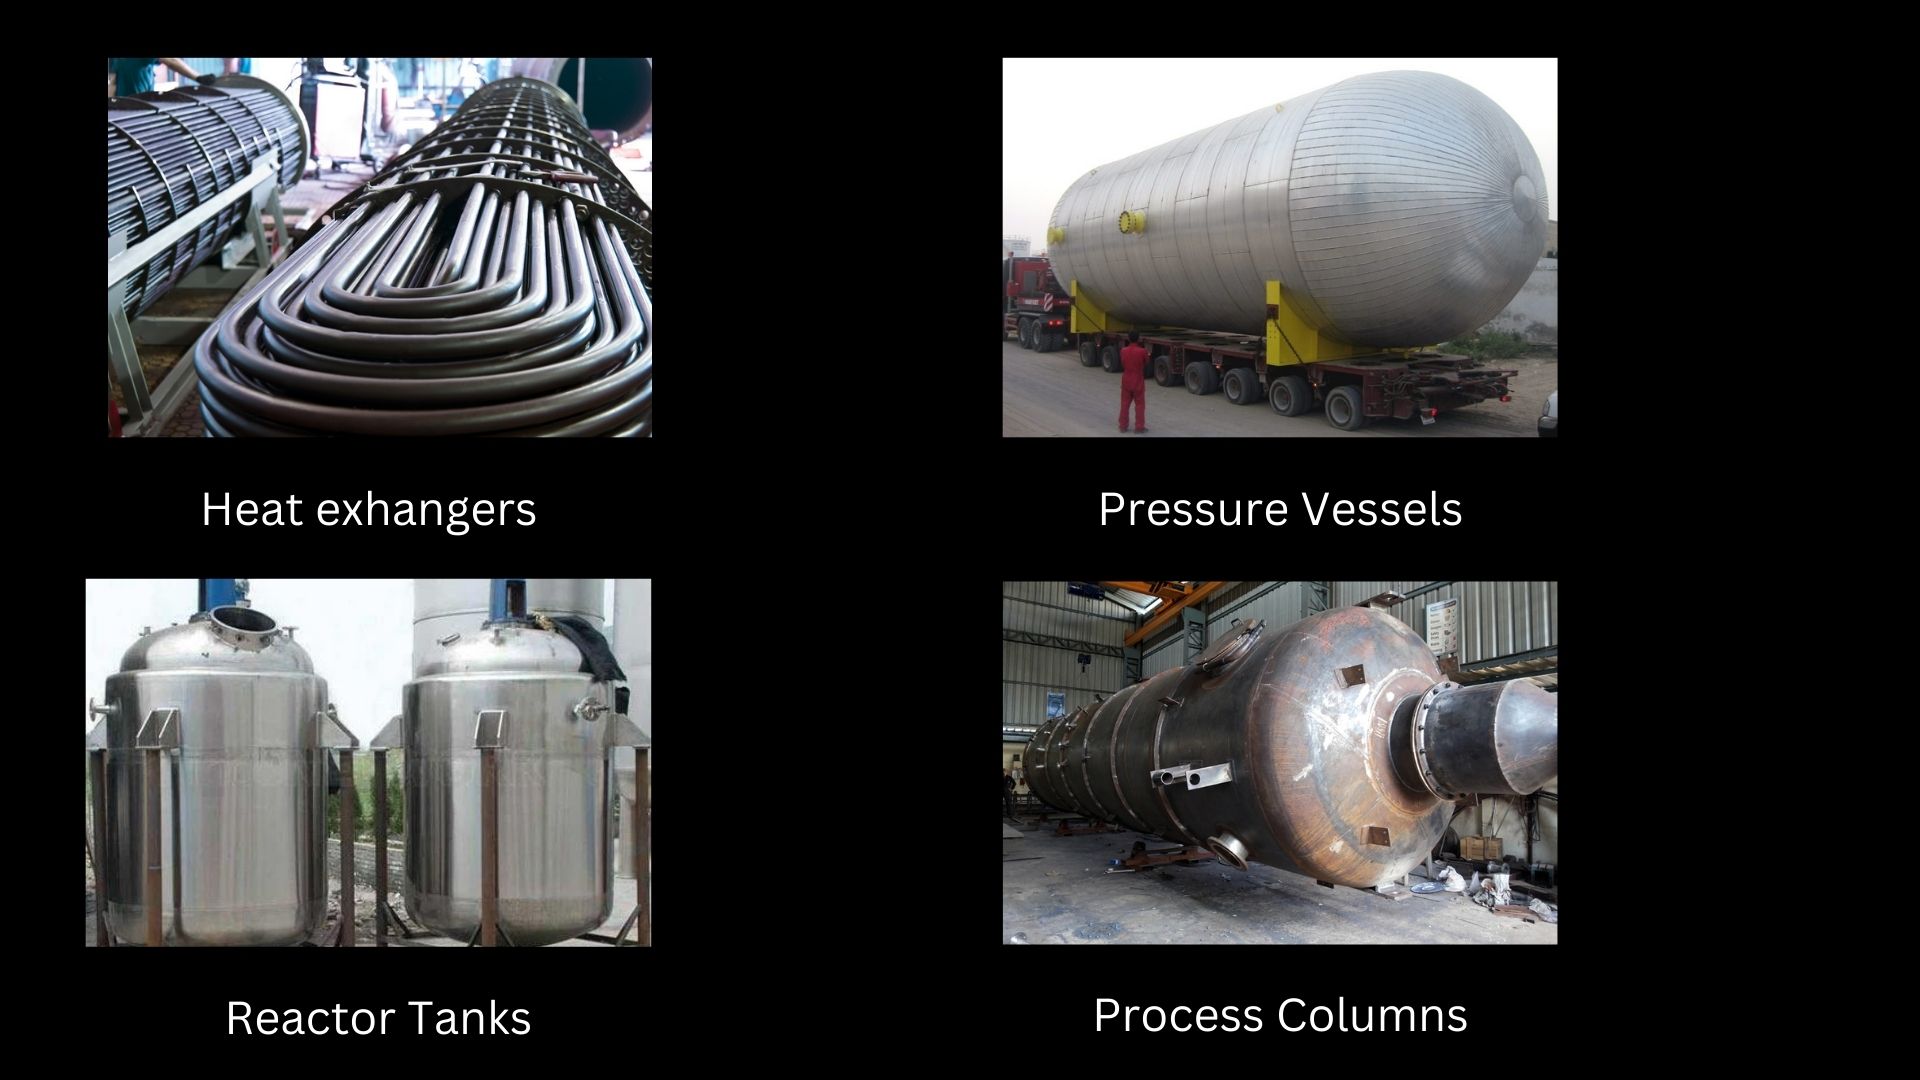 Heat exhangers
Pressure Vessels
Reactor Tanks
Process Columns